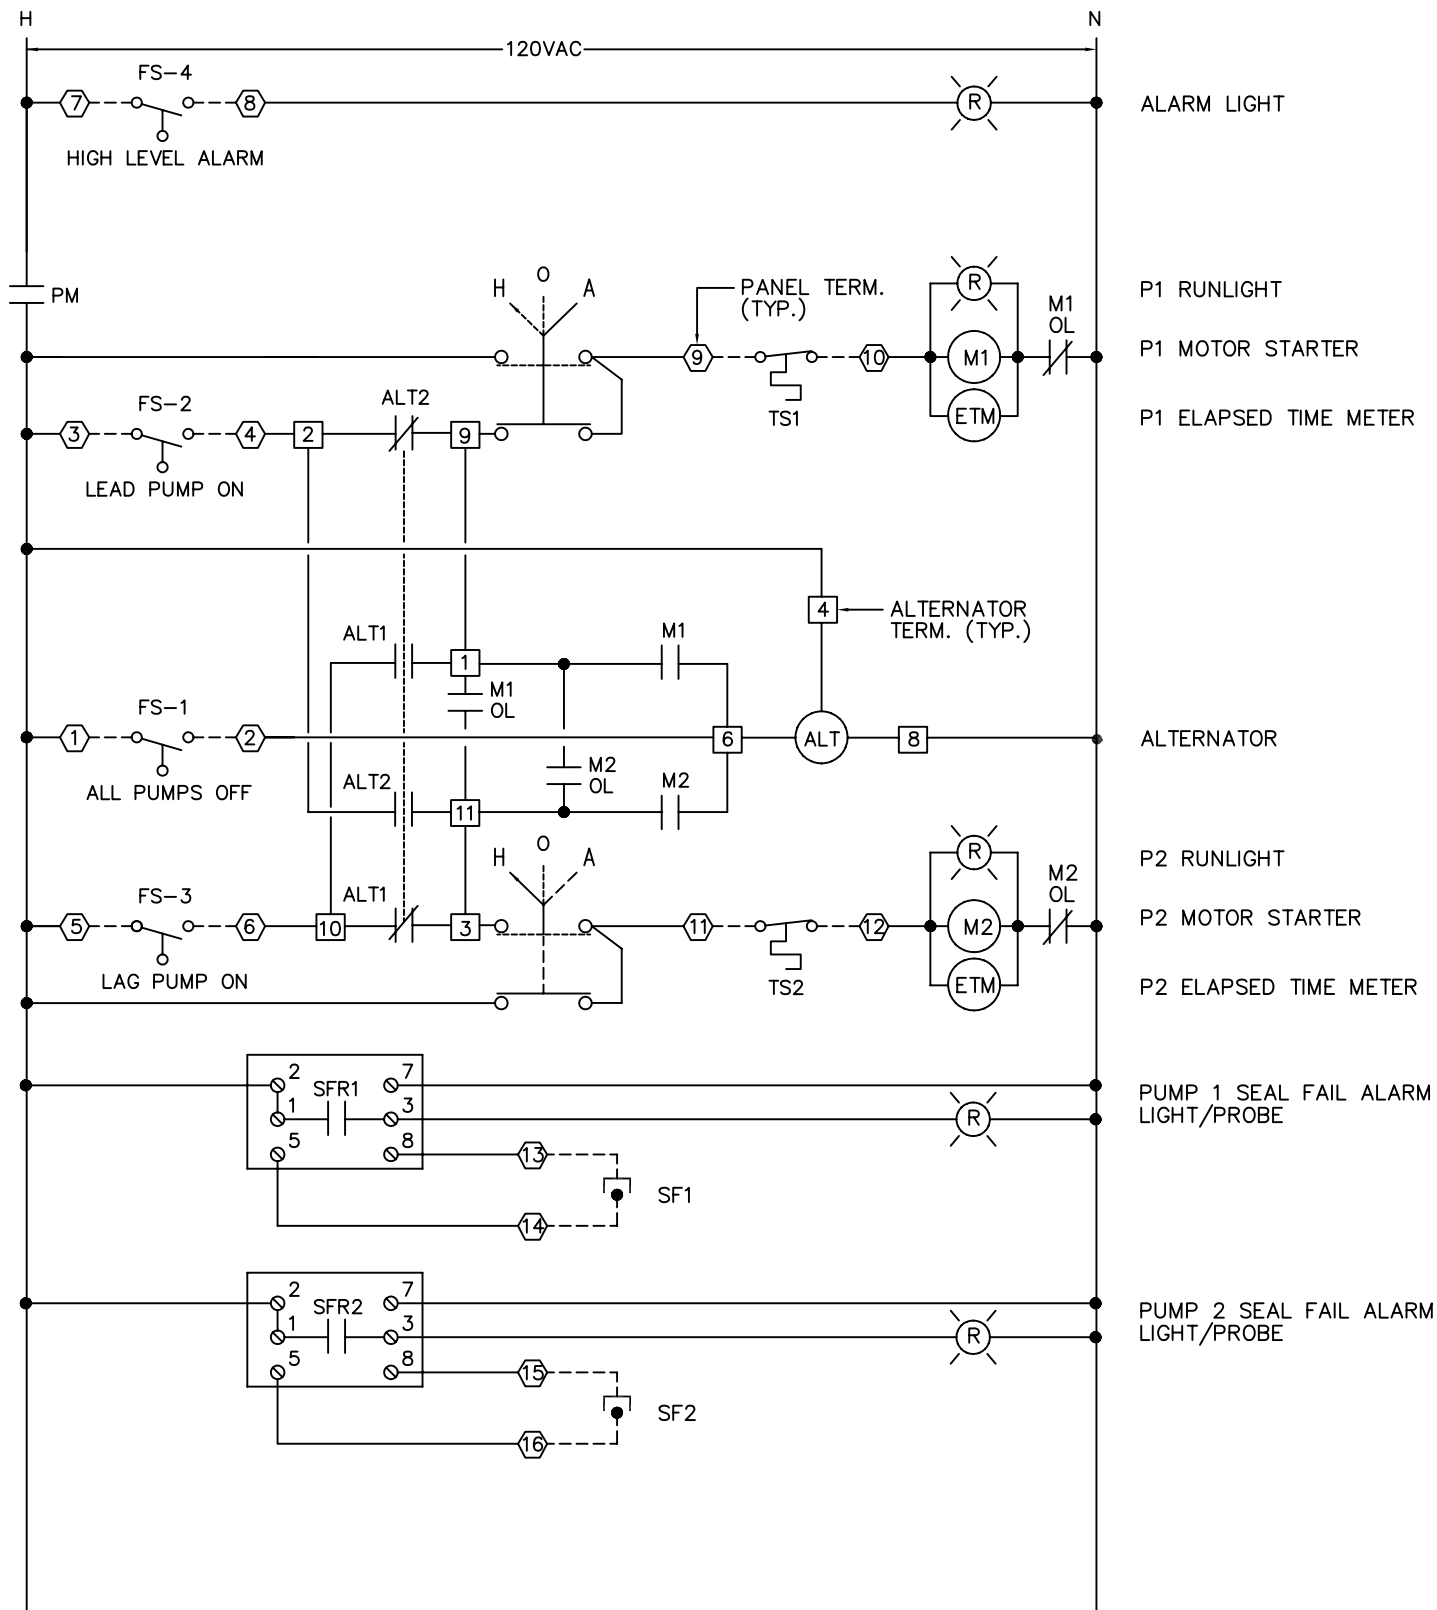 H
N
120VAC
FS-4
7
8
R
ALARM LIGHT
HIGH LEVEL ALARM
PM
H
O
A
PANEL TERM.
(TYP.)
R
M1
OL
P1 RUNLIGHT
9
10
M1
P1 MOTOR STARTER
TS1
ETM
P1 ELAPSED TIME METER
FS-2
ALT2
3
4
2
9
LEAD PUMP ON
4
ALTERNATOR
TERM. (TYP.)
ALT1
1
M1
M1
OL
FS-1
1
2
6
ALT
8
ALTERNATOR
ALL PUMPS OFF
M2
OL
ALT2
11
M2
H
O
A
R
M2
OL
P2 RUNLIGHT
FS-3
ALT1
5
6
10
3
11
12
M2
P2 MOTOR STARTER
LAG PUMP ON
TS2
ETM
P2 ELAPSED TIME METER
2
SFR1
7
1
3
5
8
R
PUMP 1 SEAL FAIL ALARM
LIGHT/PROBE
13
SF1
14
2
SFR2
7
1
3
5
8
R
PUMP 2 SEAL FAIL ALARM
LIGHT/PROBE
15
SF2
16